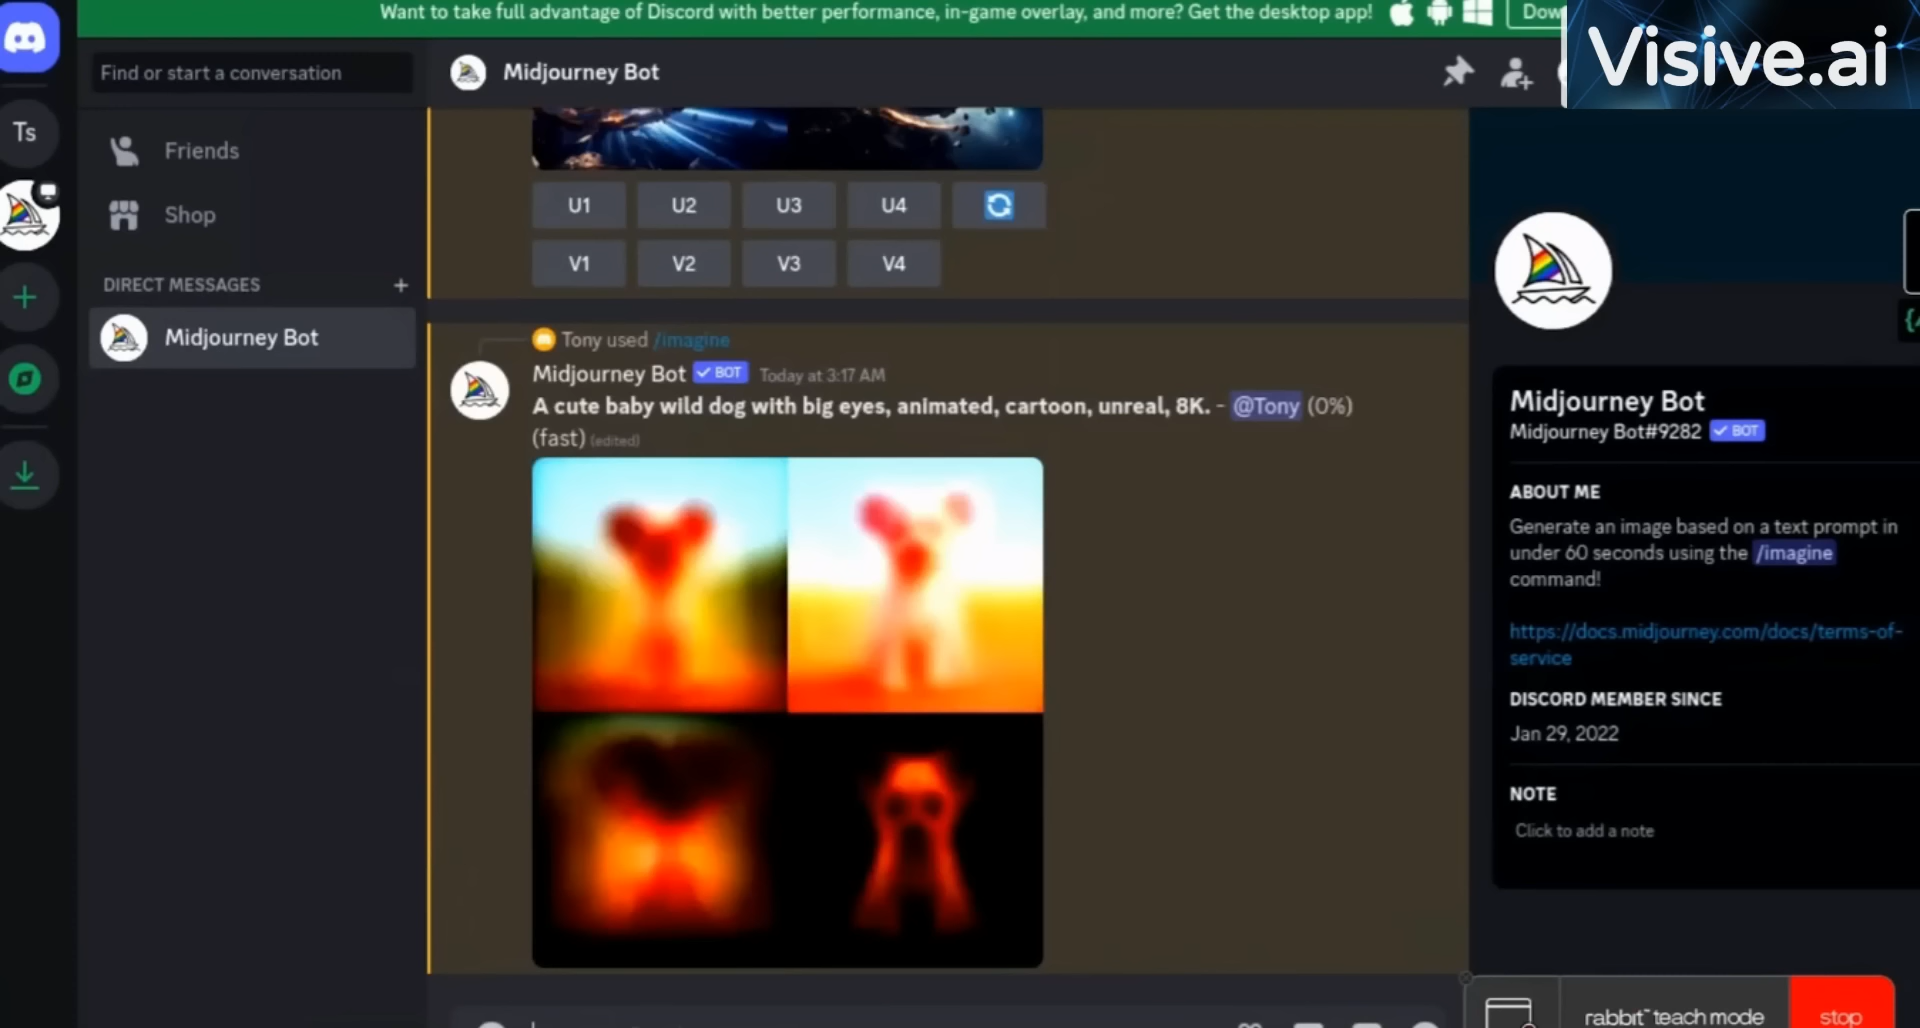 Want to take full advantage of Discord with better performance, in-game overlay, and more? Get the desktop app!
Visive.ai
Find or start a conversation
Midjourney Bot
Ts
Friends
Shop
U1 U2 U3 U4
V1 V2 V3 V4
DIRECT MESSAGES +
Midjourney Bot
Tony used /imagine
Midjourney Bot BOT Today at 3:17 AM
A cute baby wild dog with big eyes, animated, cartoon, unreal, 8K. - @Tony (0%)
(fast) (edited)
Midjourney Bot
Midjourney Bot#9282 BOT
ABOUT ME
Generate an image based on a text prompt in
under 60 seconds using the /imagine
command!
https://docs.midjourney.com/docs/terms-of-
service
DISCORD MEMBER SINCE
Jan 29, 2022
NOTE
Click to add a note
rabbit™ teach mode
stop